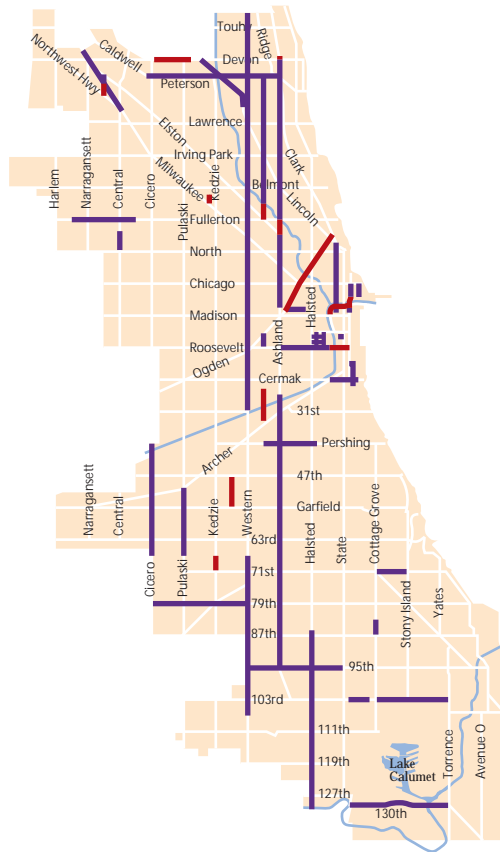 Touhy
Ridge
Caldwell
Northwest Hwy
Devon
Peterson
Elston
Lawrence
Clark
Irving Park
Milwaukee
Kedzie
Belmont
Lincoln
Harlem
Narragansett
Central
Cicero
Pulaski
Fullerton
North
Chicago
Halsted
Madison
Ashland
Roosevelt
Ogden
Cermak
31st
Pershing
Archer
47th
Narragansett
Central
Kedzie
Western
Garfield
Cottage Grove
63rd
Halsted
State
Cicero
Pulaski
71st
Stony Island
Yates
79th
87th
95th
103rd
111th
Torrence
Avenue O
119th
Lake
Calumet
127th
130th